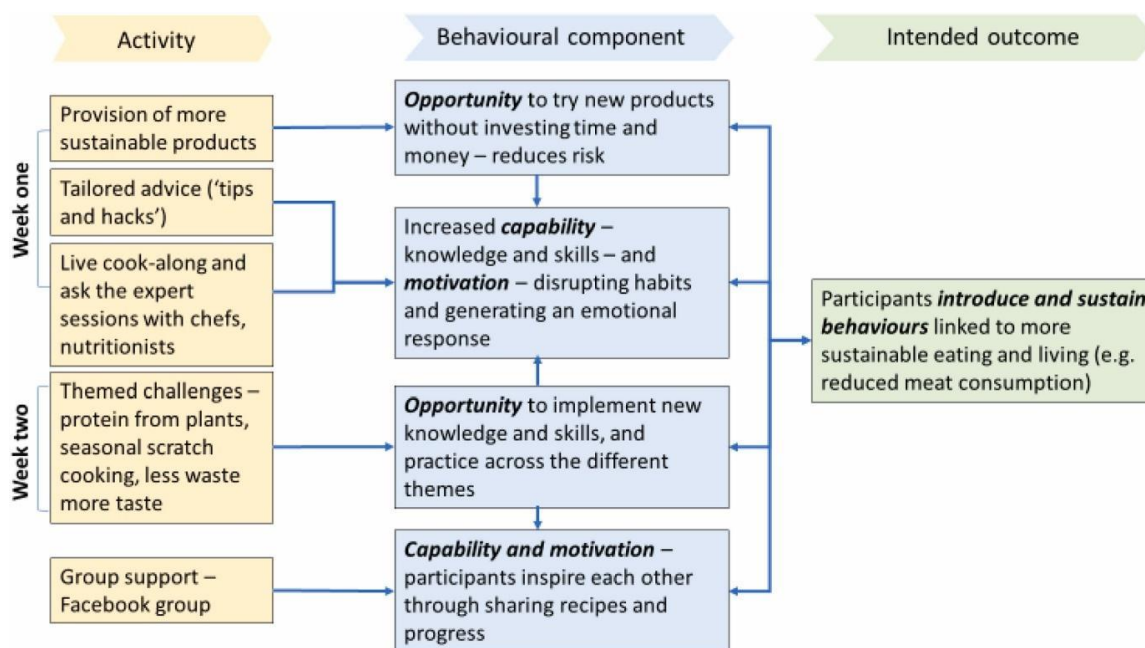 Activity
Behavioural component
Intended outcome
Week one
Provision of more
sustainable products
Tailored advice (‘tips
and hacks’)
Live cook-along and
ask the expert
sessions with chefs,
nutritionists
Week two
Themed challenges –
protein from plants,
seasonal scratch
cooking, less waste
more taste
Group support –
Facebook group
Opportunity to try new products
without investing time and
money – reduces risk
Increased capability –
knowledge and skills – and
motivation – disrupting habits
and generating an emotional
response
Opportunity to implement new
knowledge and skills, and
practice across the different
themes
Capability and motivation –
participants inspire each other
through sharing recipes and
progress
Participants introduce and sustain
behaviours linked to more
sustainable eating and living (e.g.
reduced meat consumption)